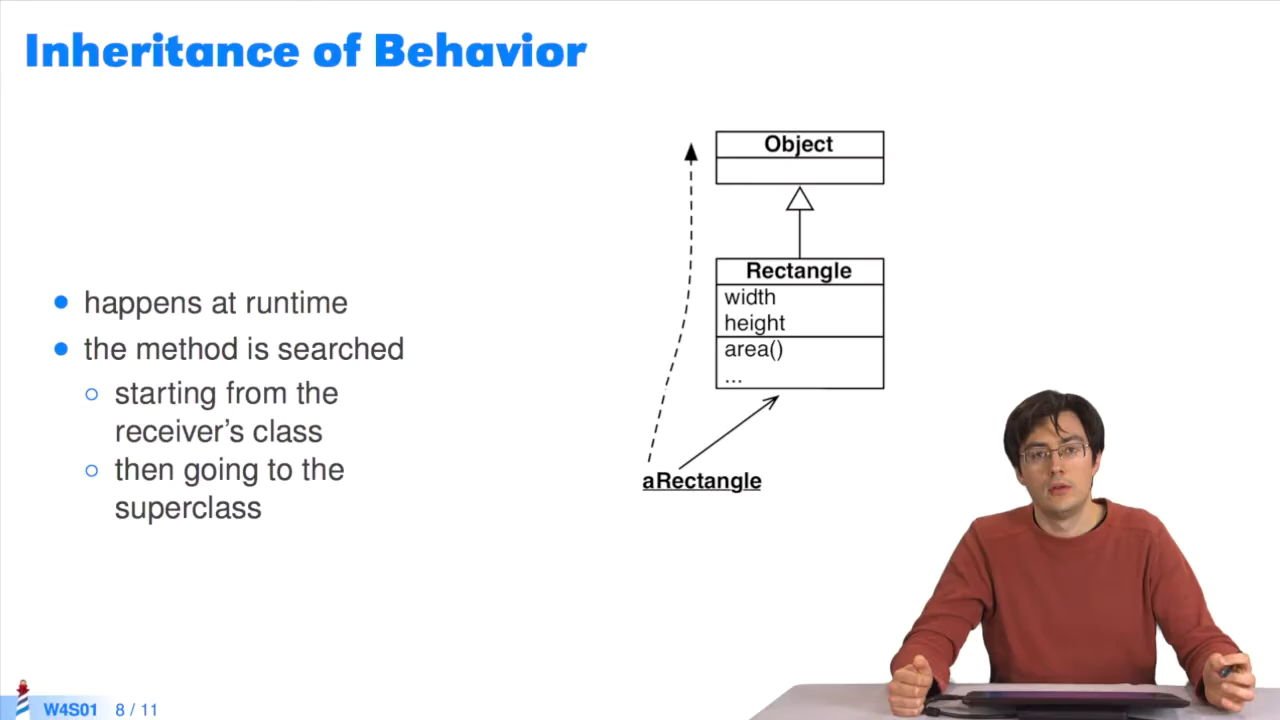 Inheritance of Behavior
• happens at runtime
• the method is searched
○ starting from the
receiver’s class
○ then going to the
superclass
Object
Rectangle
width
height
area()
...
aRectangle
W4S01 8 / 11